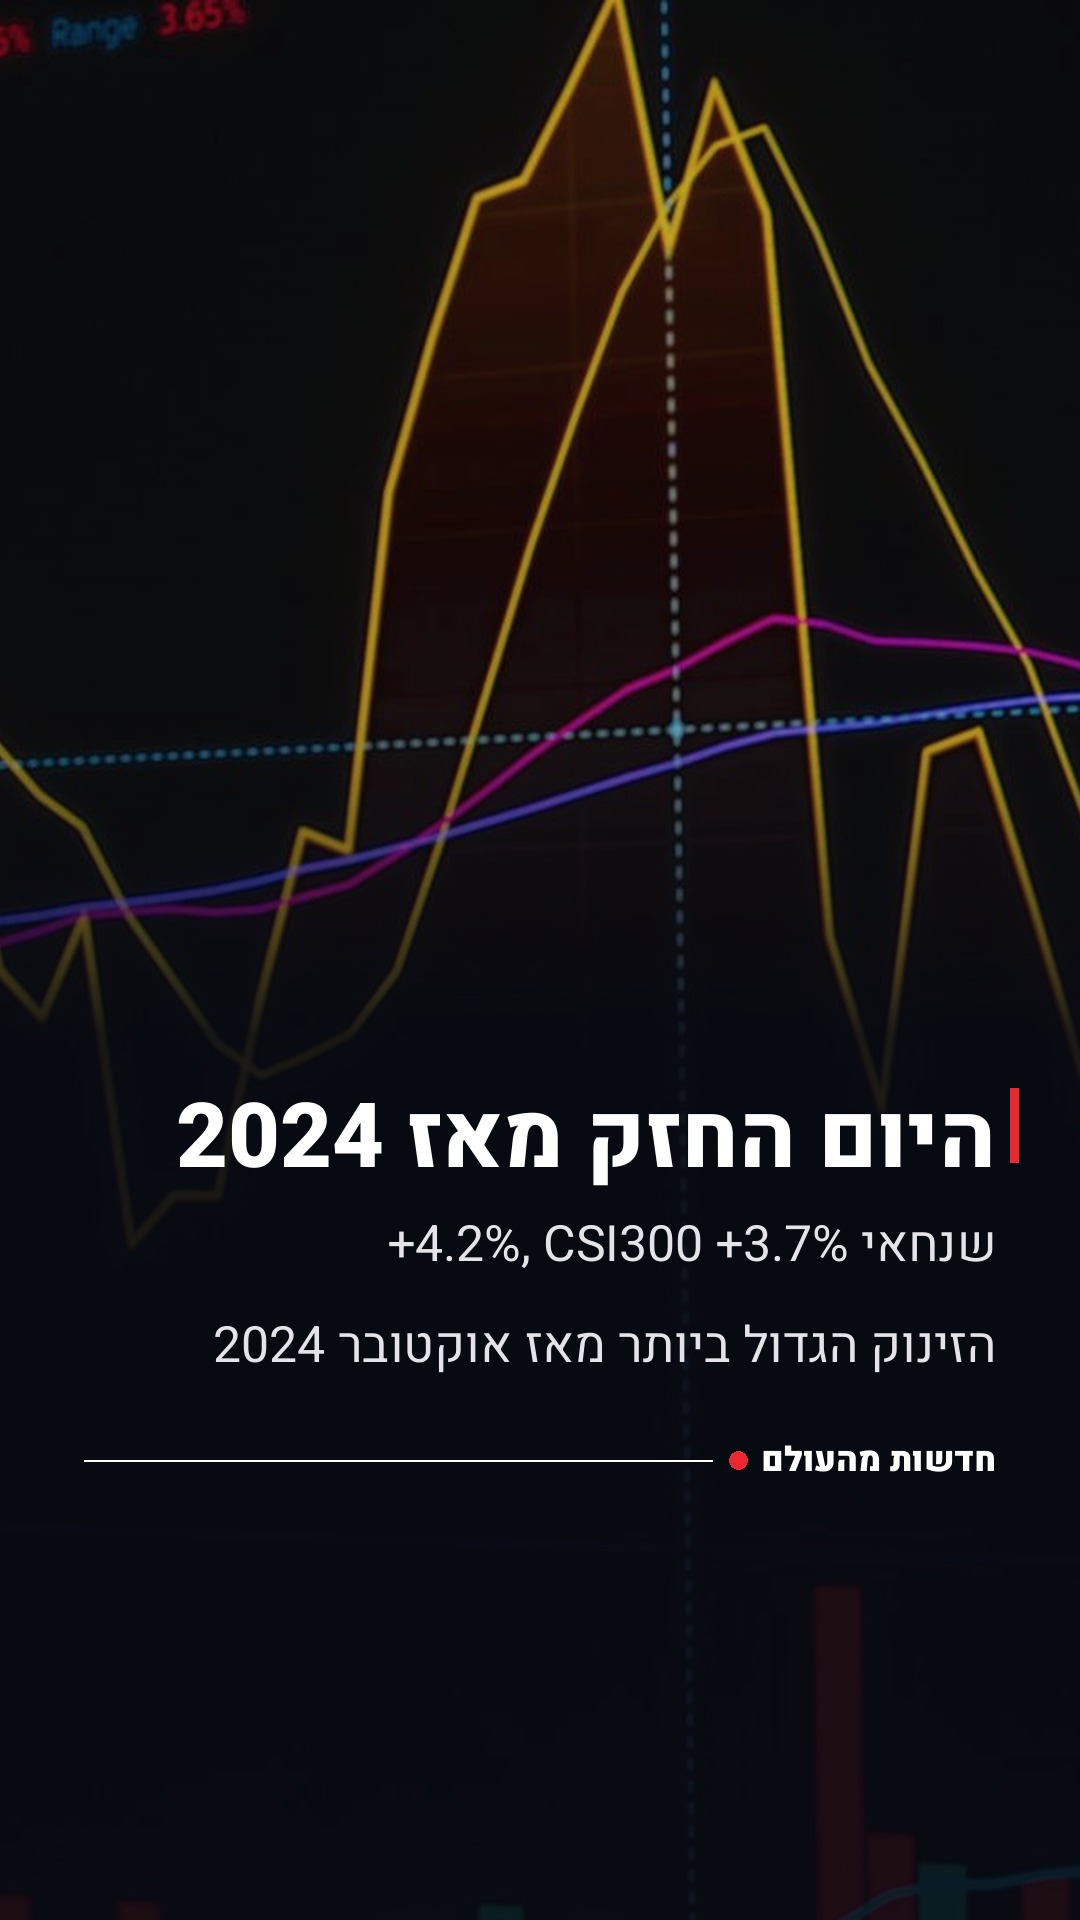 5% Range 3.65%
היום החזק מאז 2024
שנחאי +4.2%, CSI300 +3.7%
הזינוק הגדול ביותר מאז אוקטובר 2024
חדשות מהעולם